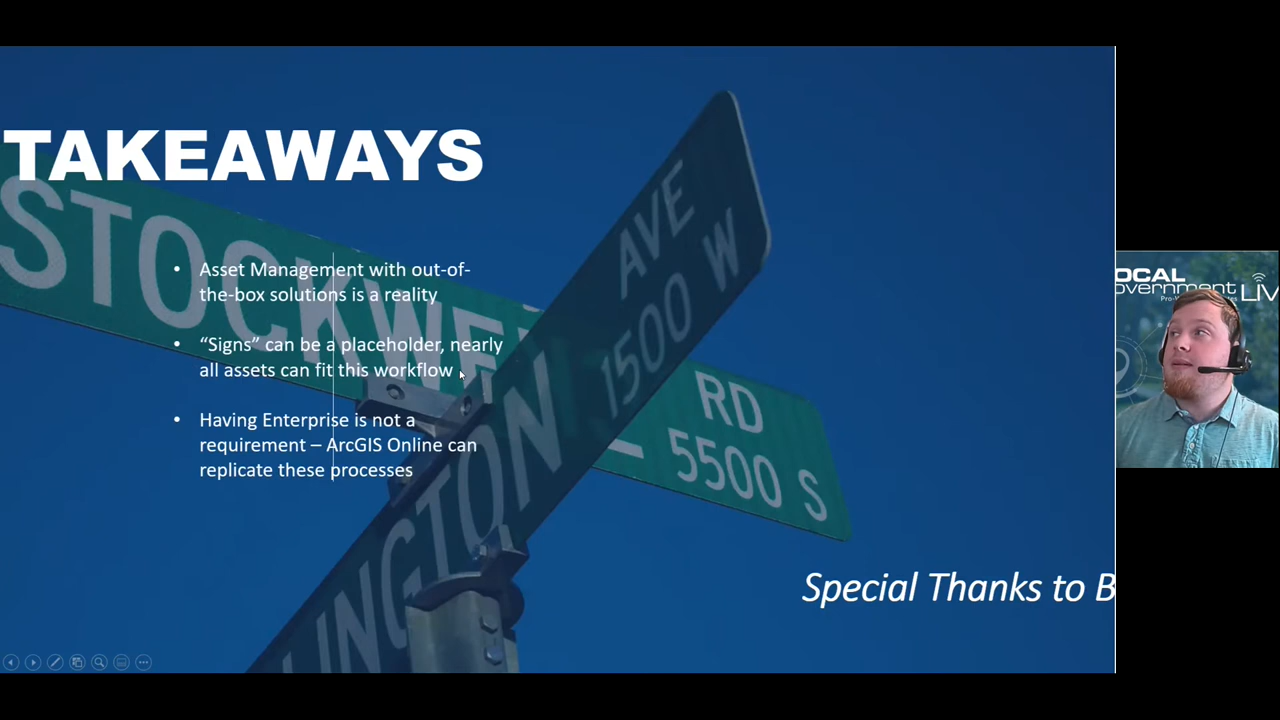 TAKEAWAYS
STOCKWE
AVE
1500 W
RD
5500 S
INGTON
• Asset Management with out-of-
the-box solutions is a reality
• “Signs” can be a placeholder, nearly
all assets can fit this workflow
• Having Enterprise is not a
requirement – ArcGIS Online can
replicate these processes
Special Thanks to B
OCAL
overnment
LIV